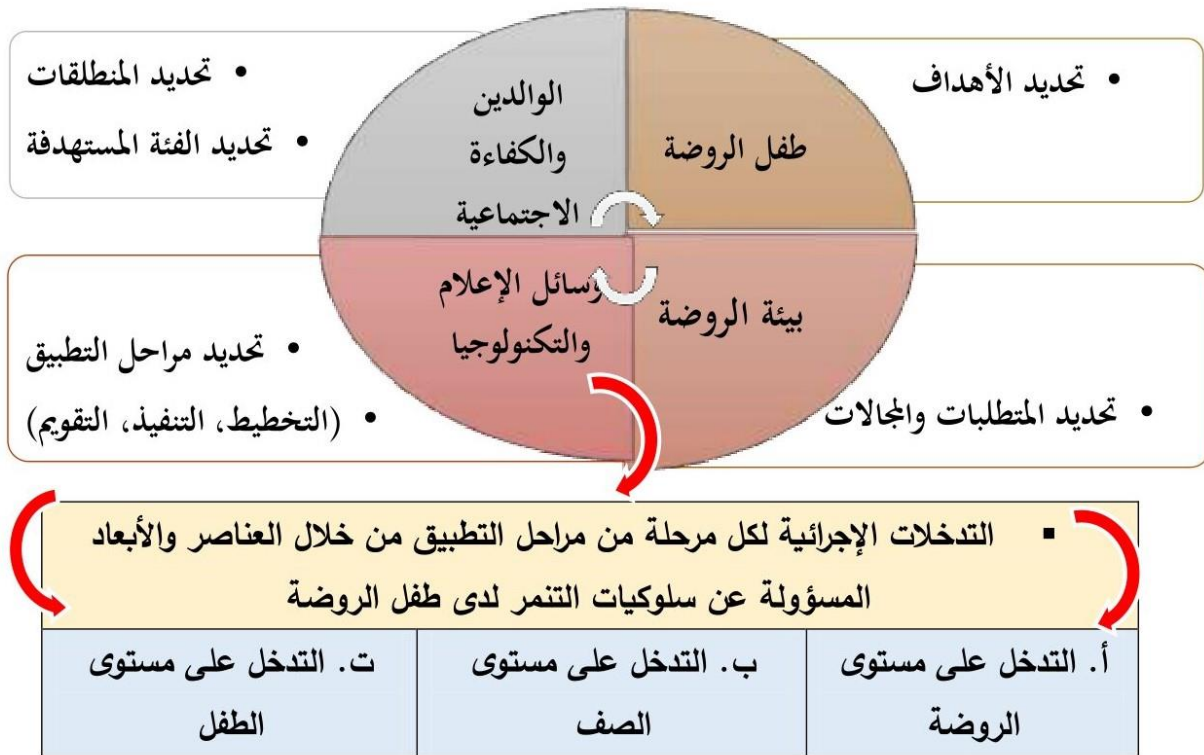 • تحديد الأهداف
• تحديد المنطلقات
• تحديد الفئة المستهدفة
طفل الروضة
الوالدين
والكفاءة
الاجتماعية
بيئة الروضة
وسائل الإعلام
والتكنولوجيا
• تحديد المتطلبات والمجالات
• تحديد مراحل التطبيق
• (التخطيط، التنفيذ، التقويم)
▪ التدخلات الإجرائية لكل مرحلة من مراحل التطبيق من خلال العناصر والأبعاد
المسؤولة عن سلوكيات التنمر لدى طفل الروضة
أ. التدخل على مستوى
الروضة
ب. التدخل على مستوى
الصف
ت. التدخل على مستوى
الطفل